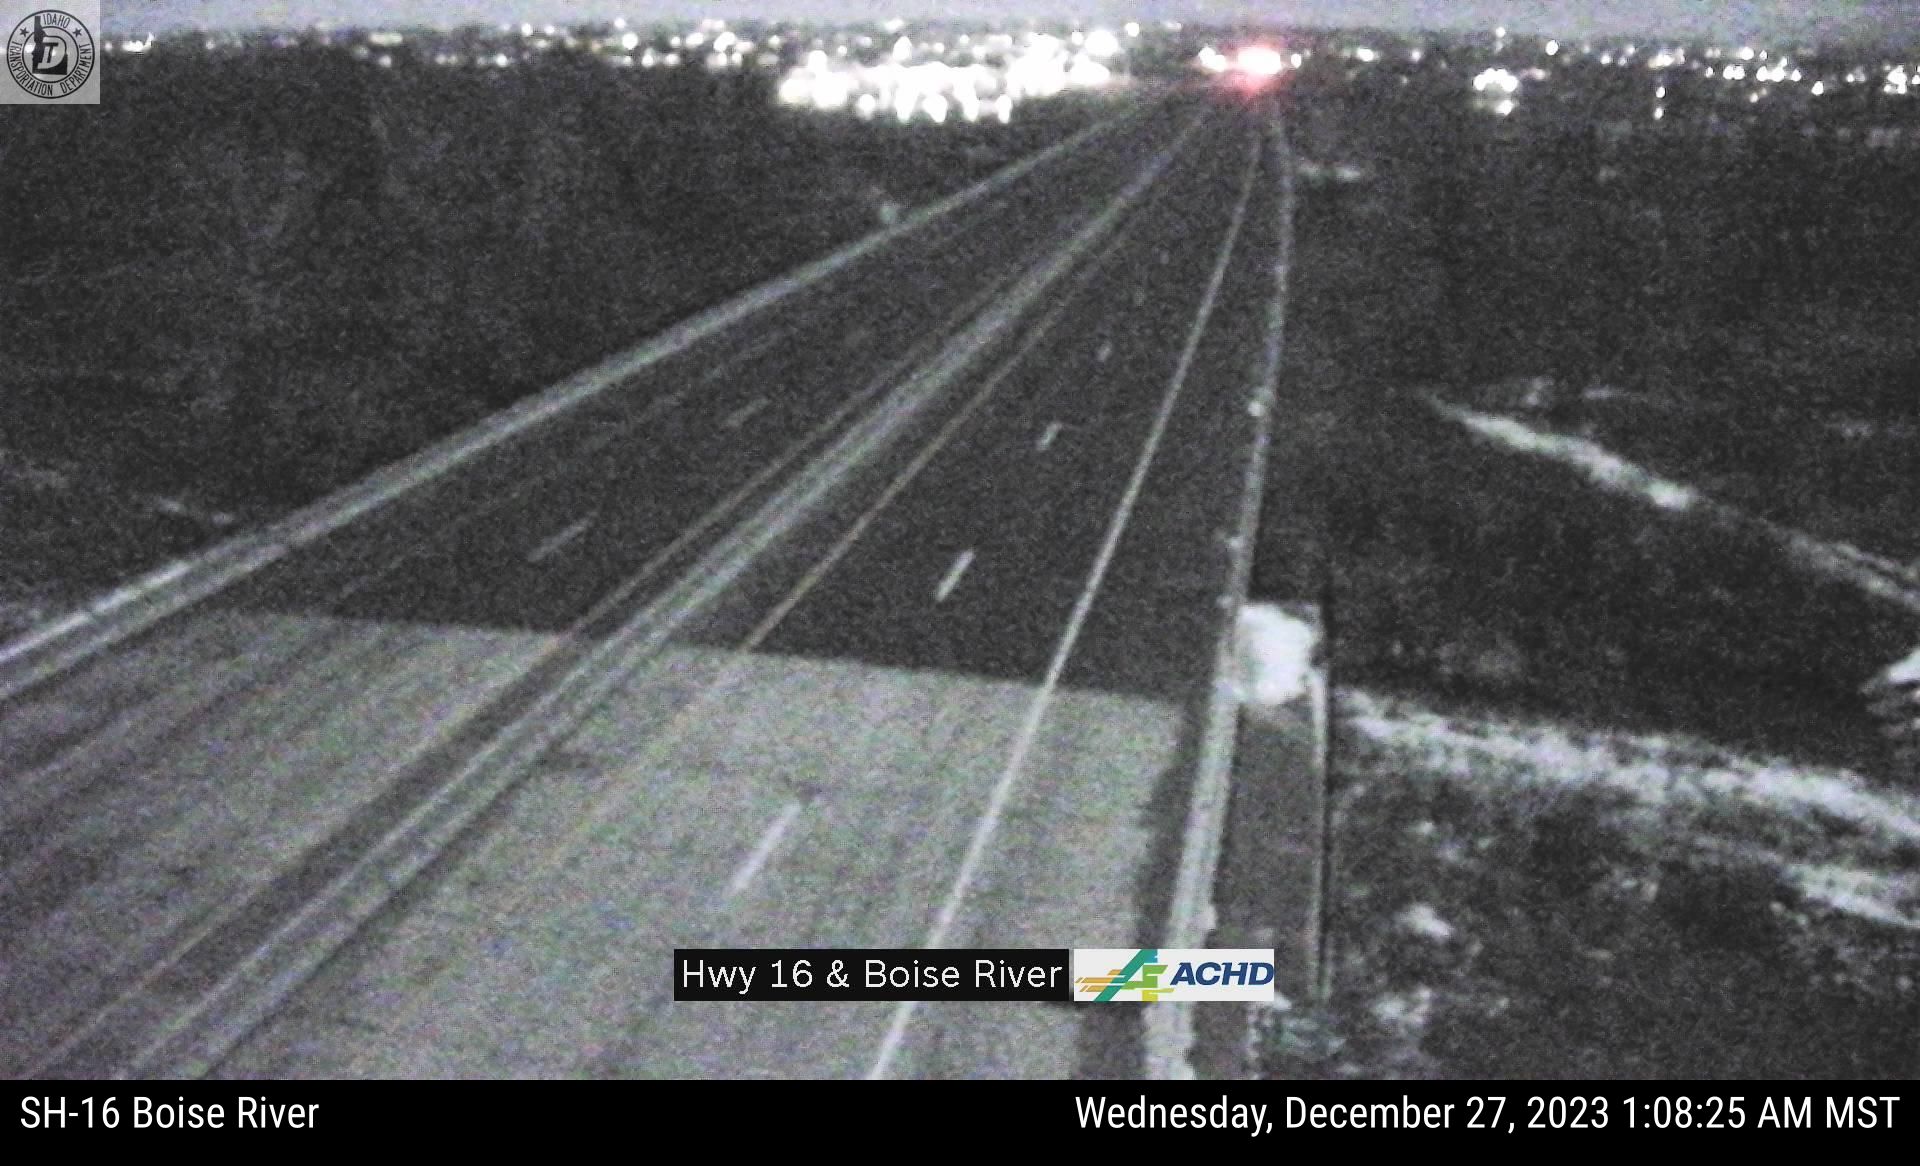 IDAHO
TRANSPORTATION DEPARTMENT
Hwy 16 & Boise River
ACHD
SH-16 Boise River
Wednesday, December 27, 2023 1:08:25 AM MST